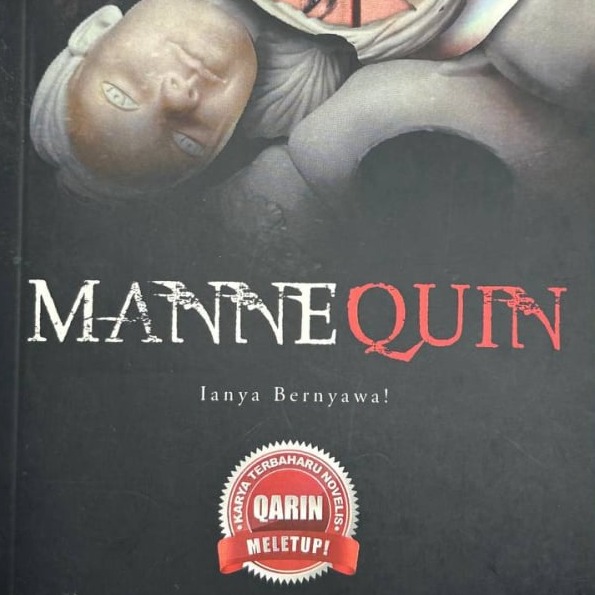 MANNEQUIN
Ianya Bernyawa!
KARYA TERBAHARU NOVELIS
QARIN
MELETUP!